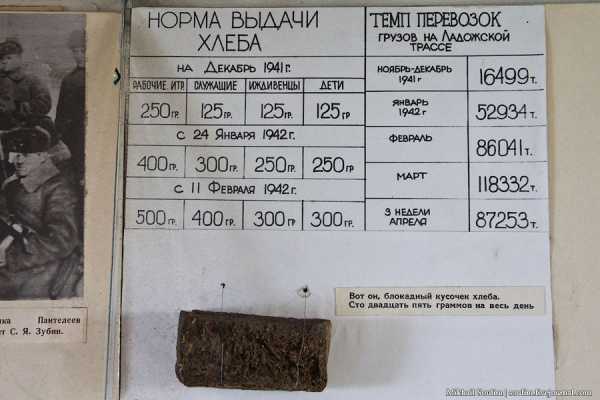 НОРМА ВЫДАЧИ
ХЛЕБА
НА ДЕКАБРЬ 1941 Г.
РАБОЧИЕ, ИТР СЛУЖАЩИЕ ИЖДИВЕНЦЫ ДЕТИ
250 ГР. 125 ГР. 125 ГР. 125 ГР
С 24 ЯНВАРЯ 1942 Г.
400 ГР. 300 ГР. 250 ГР. 250 ГР
С 11 ФЕВРАЛЯ 1942 Г.
500 ГР. 400 ГР. 300 ГР 300 ГР.
ТЕМП ПЕРЕВОЗОК
ГРУЗОВ НА ЛАДОЖСКОЙ
ТРАССЕ
НОЯБРЬ-ДЕКАБРЬ
1941 Г
16499 Т.
ЯНВАРЬ
1942 Г
52934 Т.
ФЕВРАЛЬ
86041 Т.
МАРТ
118332 Т.
3 НЕДЕЛИ
АПРЕЛЯ
87253 Т.
Вот он, блокадный кусочек хлеба.
Сто двадцать пять граммов на весь день
Пантелеев
С. Я. Зубин.